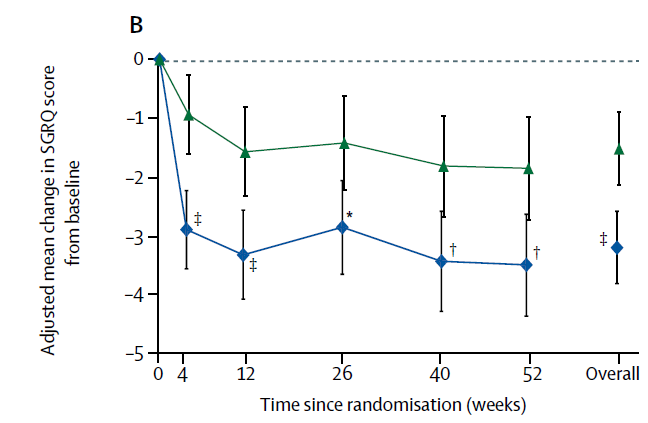 B
Adjusted mean change in SGRQ score
from baseline
0
–1
–2
–3
–4
–5
‡
‡
*
†
†
‡
0 4 12 26 40 52 Overall
Time since randomisation (weeks)